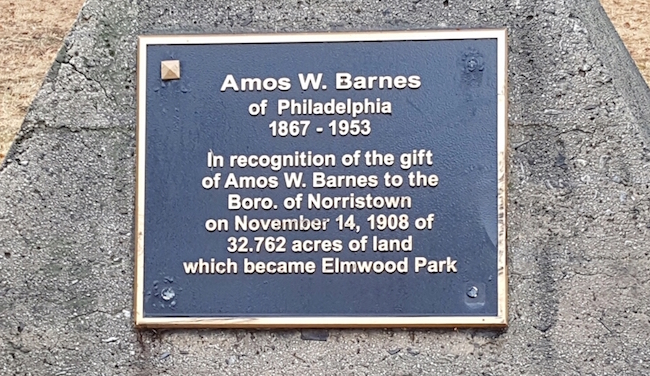 Amos W. Barnes
of Philadelphia
1867 - 1953
In recognition of the gift
of Amos W. Barnes to the
Boro. of Norristown
on November 14, 1908 of
32.762 acres of land
which became Elmwood Park